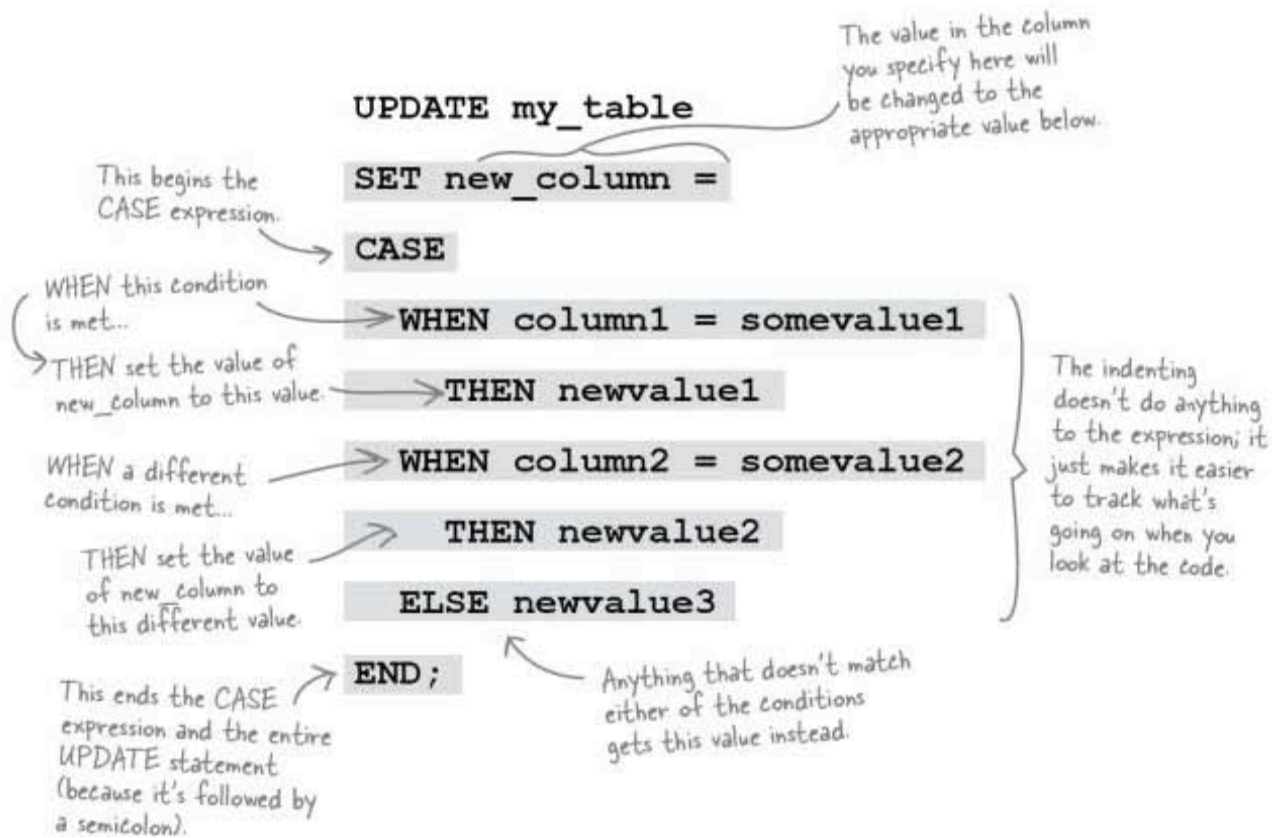 The value in the column
you specify here will
be changed to the
appropriate value below.
UPDATE my_table
SET new_column =
This begins the
CASE expression.
CASE
WHEN this condition
is met...
WHEN column1 = somevalue1
THEN set the value of
new_column to this value.
THEN newvalue1
WHEN a different
condition is met...
WHEN column2 = somevalue2
THEN set the value
of new_column to
this different value.
THEN newvalue2
ELSE newvalue3
The indenting
doesn't do anything
to the expression; it
just makes it easier
to track what's
going on when you
look at the code.
Anything that doesn't match
either of the conditions
gets this value instead.
END;
This ends the CASE
expression and the entire
UPDATE statement
(because it's followed by
a semicolon).